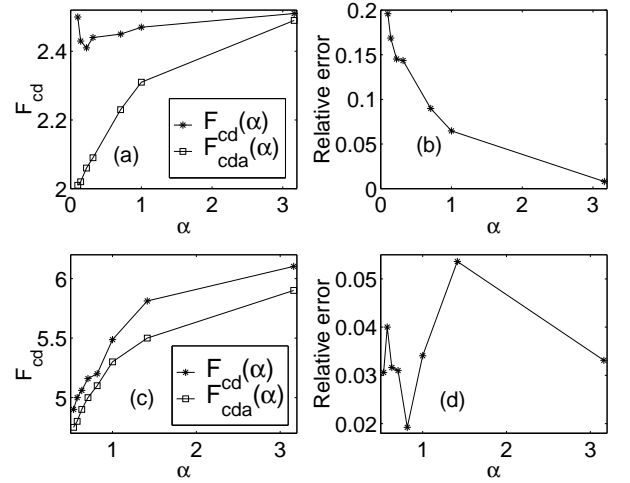 2.4
2.2
2
F_cd
0
1
2
3
α
(a)
F_cd(α)
F_cda(α)
0.2
0.15
0.1
0.05
0
Relative error
0
1
2
3
α
(b)
6
5.5
5
F_cd
1
2
3
α
(c)
F_cd(α)
F_cda(α)
0.05
0.04
0.03
0.02
Relative error
1
2
3
α
(d)